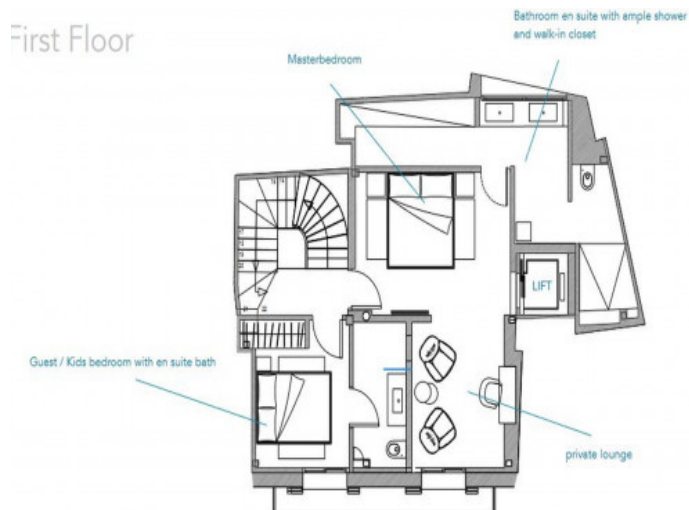 First Floor
Bathroom en suite with ample shower
and walk-in closet
Masterbedroom
LIFT
Guest / Kids bedroom with en suite bath
private lounge